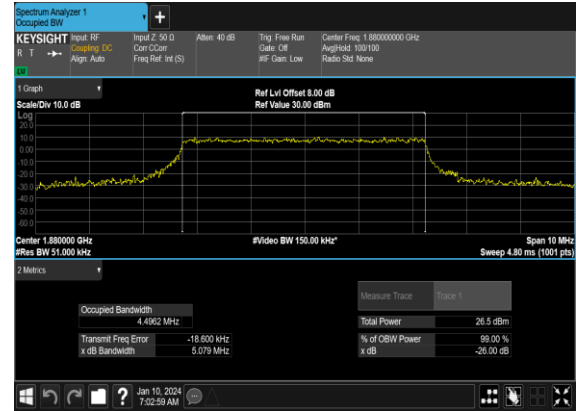 Spectrum Analyzer 1
Occupied BW
+
KEYSIGHT
R T
LV
Input: RF
Coupling: DC
Align: Auto
Input Z: 50 Ω
Corr CCorr
Freq Ref: Int (S)
Atten: 40 dB
Trig: Free Run
Gate: Off
#IF Gain: Low
Center Freq: 1.880000000 GHz
Avg|Hold: 100/100
Radio Std: None
1 Graph
Scale/Div 10.0 dB
Ref Lvl Offset 8.00 dB
Ref Value 30.00 dBm
Log
20.0
10.0
0.00
-10.0
-20.0
-30.0
-40.0
-50.0
-60.0
Center 1.880000 GHz
#Res BW 51.000 kHz
#Video BW 150.00 kHz*
Span 10 MHz
Sweep 4.80 ms (1001 pts)
2 Metrics
Measure Trace Trace 1
Occupied Bandwidth
4.4962 MHz
Total Power 26.5 dBm
Transmit Freq Error -18.600 kHz
x dB Bandwidth 5.079 MHz
% of OBW Power 99.00 %
x dB -26.00 dB
?
Jan 10, 2024
7:02:59 AM